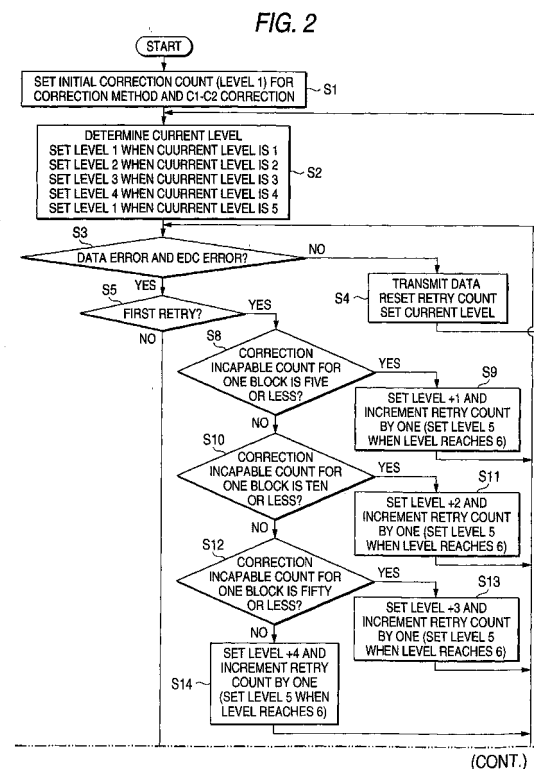 FIG. 2
START
SET INITIAL CORRECTION COUNT (LEVEL 1) FOR
CORRECTION METHOD AND C1-C2 CORRECTION
S1
DETERMINE CURRENT LEVEL
SET LEVEL 1 WHEN CUURRENT LEVEL IS 1
SET LEVEL 2 WHEN CUURRENT LEVEL IS 2
SET LEVEL 3 WHEN CUURRENT LEVEL IS 3
SET LEVEL 4 WHEN CUURRENT LEVEL IS 4
SET LEVEL 1 WHEN CUURRENT LEVEL IS 5
S2
S3
DATA ERROR AND EDC ERROR?
NO
YES
TRANSMIT DATA
RESET RETRY COUNT
SET CURRENT LEVEL
S4
S5
FIRST RETRY?
YES
NO
S8
CORRECTION
INCAPABLE COUNT FOR
ONE BLOCK IS FIVE
OR LESS?
YES
NO
S9
SET LEVEL +1 AND
INCREMENT RETRY COUNT
BY ONE (SET LEVEL 5
WHEN LEVEL REACHES 6)
S10
CORRECTION
INCAPABLE COUNT FOR
ONE BLOCK IS TEN
OR LESS?
YES
NO
S11
SET LEVEL +2 AND
INCREMENT RETRY COUNT
BY ONE (SET LEVEL 5
WHEN LEVEL REACHES 6)
S12
CORRECTION
INCAPABLE COUNT FOR
ONE BLOCK IS FIFTY
OR LESS?
YES
NO
S13
SET LEVEL +3 AND
INCREMENT RETRY COUNT
BY ONE (SET LEVEL 5
WHEN LEVEL REACHES 6)
SET LEVEL +4 AND
INCREMENT RETRY
COUNT BY ONE
(SET LEVEL 5 WHEN
LEVEL REACHES 6)
S14
(CONT.)